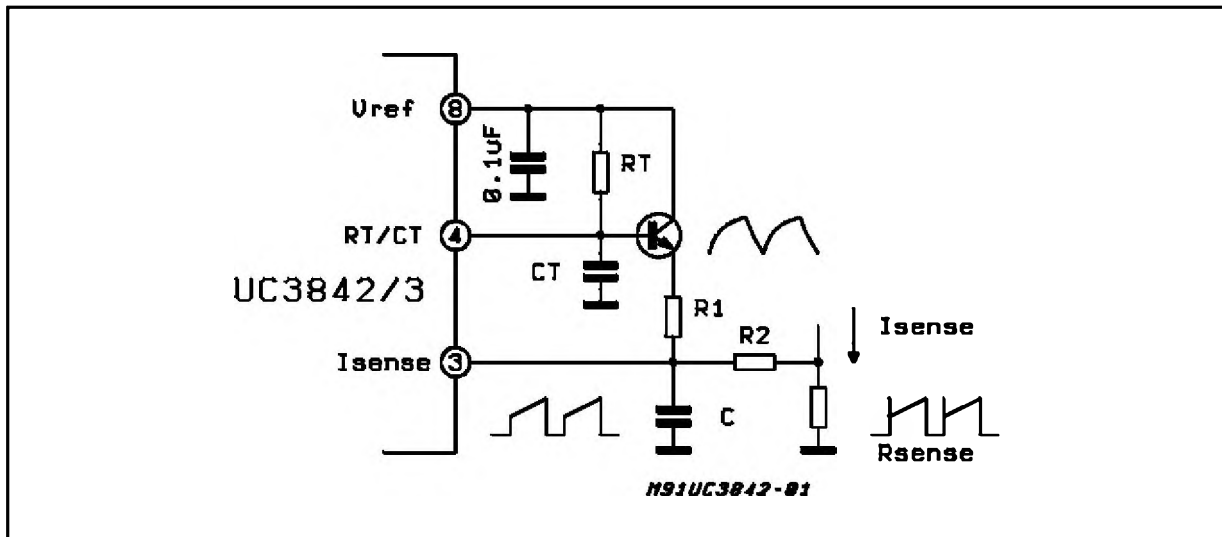 Vref
8
0.1uF
RT
RT/CT
4
CT
UC3842/3
R1
R2
Isense
Isense
3
C
Rsense
M91UC3842-01